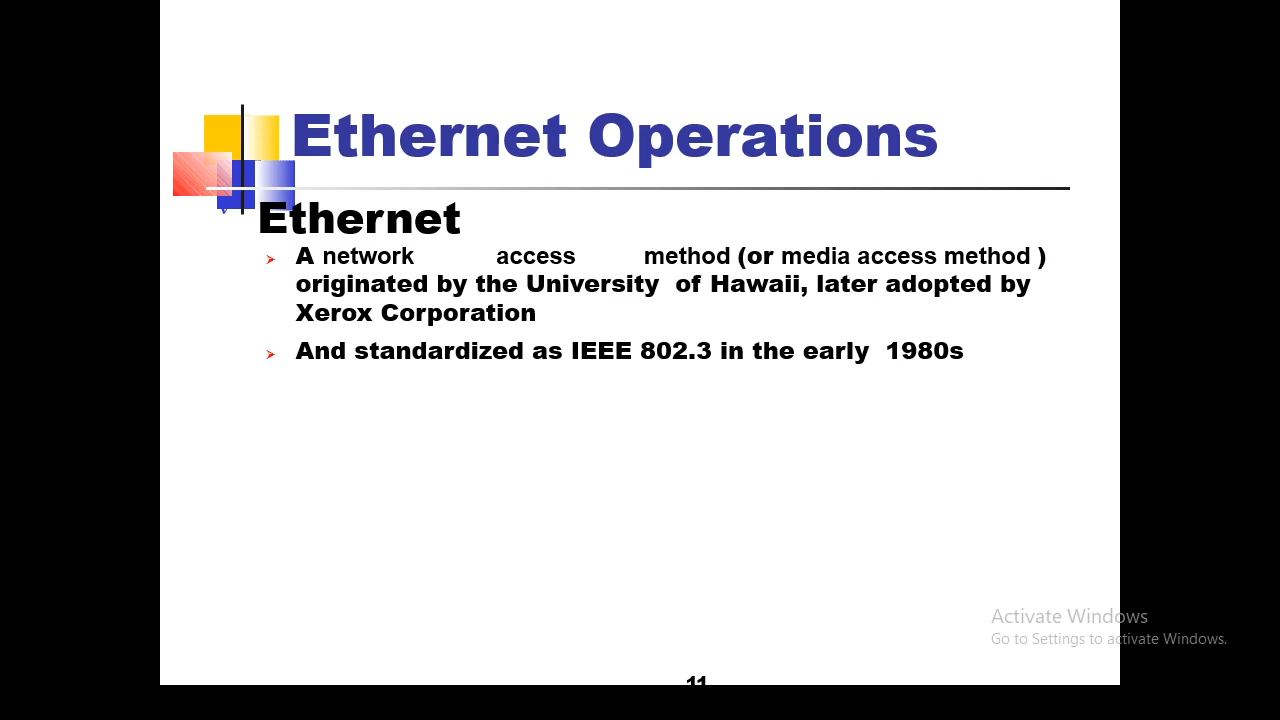 Ethernet Operations
Ethernet
A network access method (or media access method )
originated by the University of Hawaii, later adopted by
Xerox Corporation
And standardized as IEEE 802.3 in the early 1980s
Activate Windows
Go to Settings to activate Windows.
11